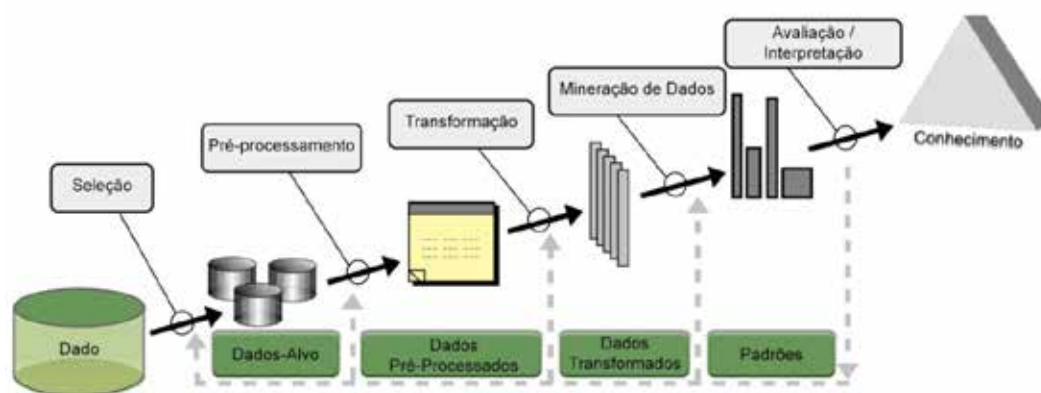 Avaliação /
Interpretação
Mineração de Dados
Transformação
Pré-processamento
Seleção
Conhecimento
Dado
Dados-Alvo
Dados
Pré-Processados
Dados
Transformados
Padrões